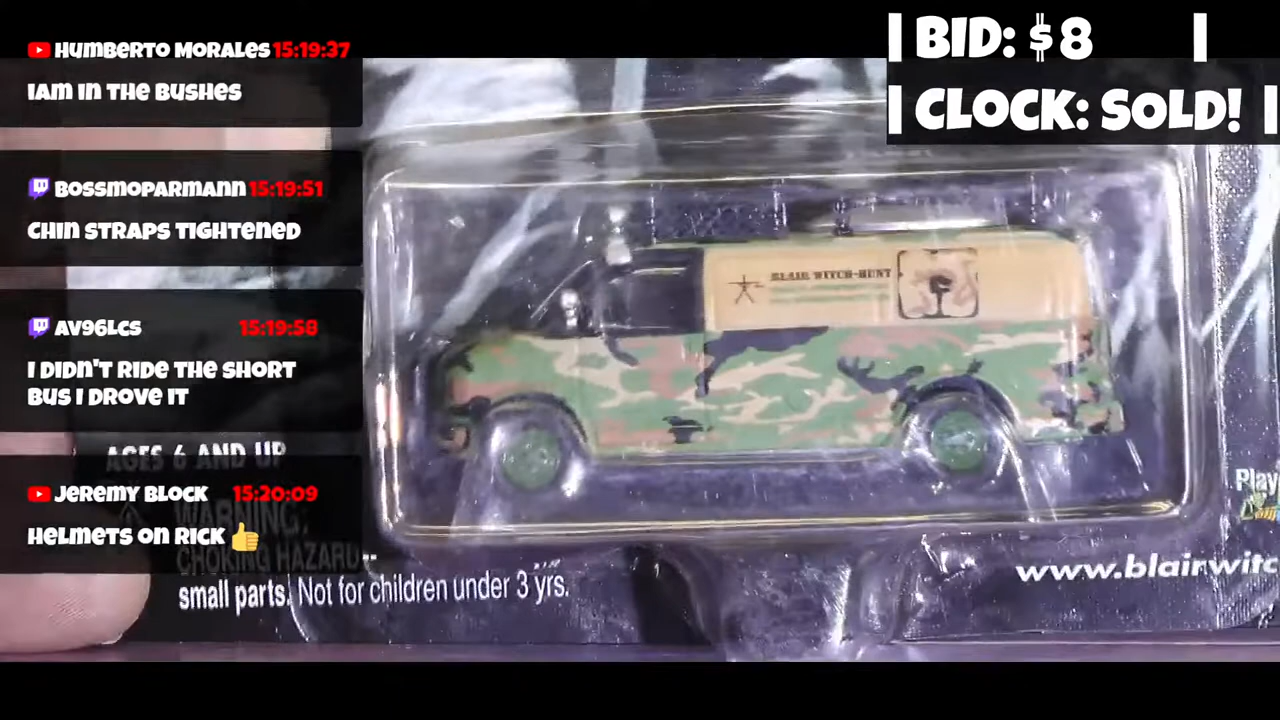 Humberto Morales 15:19:37
IAM IN THE BUSHES
BOSSMOPARMANN 15:19:51
CHIN STRAPS TIGHTENED
AV96LCS 15:19:58
I DIDN'T RIDE THE SHORT
BUS I DROVE IT
Jeremy Block 15:20:09
Helmets on Rick 👍
| BID: $8 |
| CLOCK: SOLD! |
BLAIR WITCH-HUNT
AGES 6 AND UP
WARNING:
CHOKING HAZARD
small parts. Not for children under 3 yrs.
Play
www.blairwitc